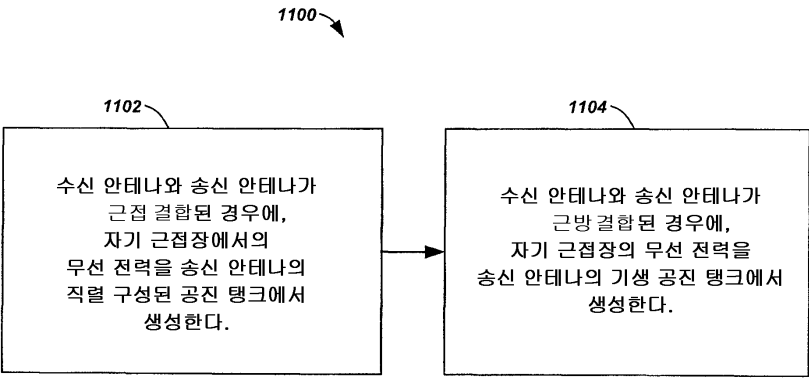 1100
1102
수신 안테나와 송신 안테나가
근접 결합된 경우에,
자기 근접장에서의
무선 전력을 송신 안테나의
직렬 구성된 공진 탱크에서
생성한다.
1104
수신 안테나와 송신 안테나가
근방 결합된 경우에,
자기 근접장의 무선 전력을
송신 안테나의 기생 공진 탱크에서
생성한다.